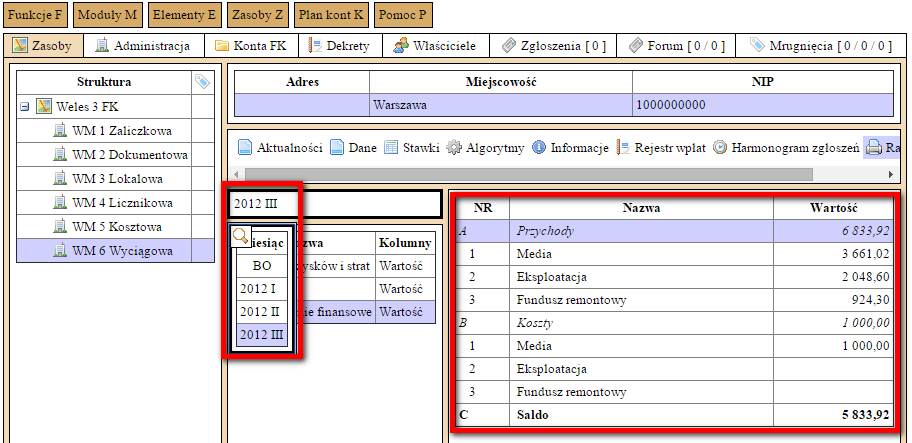 Funkcje F Moduły M Elementy E Zasoby Z Plan kont K Pomoc P
Zasoby Administracja Konta FK Dekrety Właściciele Zgłoszenia [ 0 ] Forum [ 0 / 0 ] Mrugnięcia [ 0 / 0 / 0 ]
Struktura
Weles 3 FK
WM 1 Zaliczkowa
WM 2 Dokumentowa
WM 3 Lokalowa
WM 4 Licznikowa
WM 5 Kosztowa
WM 6 Wyciągowa
Adres Miejscowość NIP
Warszawa 1000000000
Aktualności Dane Stawki Algorytmy Informacje Rejestr wpłat Harmonogram zgłoszeń Ra
2012 III
iesiąc
BO
2012 I
2012 II
2012 III
zwa Kolumny
ysków i strat Wartość
Wartość
ie finansowe Wartość
NR Nazwa Wartość
A Przychody 6 833,92
1 Media 3 661,02
2 Eksploatacja 2 048,60
3 Fundusz remontowy 924,30
B Koszty 1 000,00
1 Media 1 000,00
2 Eksploatacja
3 Fundusz remontowy
C Saldo 5 833,92